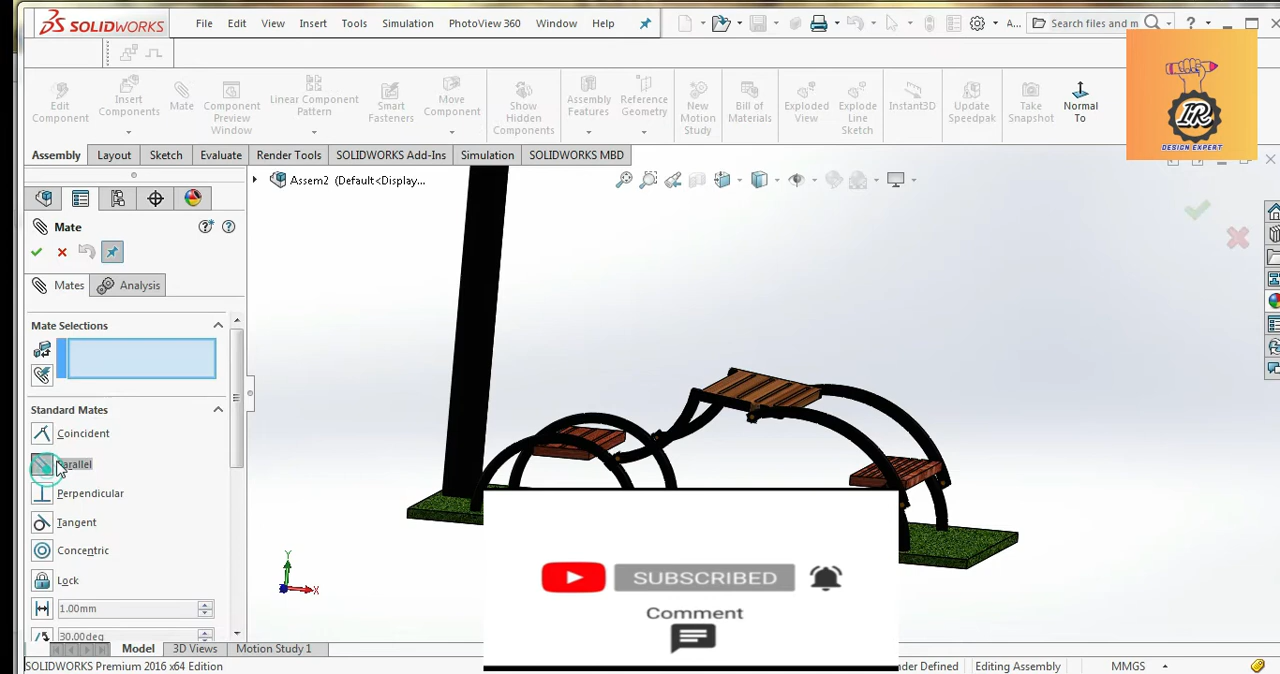 SOLIDWORKS File Edit View Insert Tools Simulation PhotoView 360 Window Help A... Search files and m ?
Edit Component
Insert Components
Mate
Component Preview Window
Linear Component Pattern
Smart Fasteners
Move Component
Show Hidden Components
Assembly Features
Reference Geometry
New Motion Study
Bill of Materials
Exploded View
Explode Line Sketch
Instant3D
Update Speedpak
Take Snapshot
Normal To
IR
DESIGN EXPERT
Assembly Layout Sketch Evaluate Render Tools SOLIDWORKS Add-Ins Simulation SOLIDWORKS MBD
Assem2 (Default<Display...
Mate
Mates Analysis
Mate Selections
Standard Mates
Coincident
Parallel
Perpendicular
Tangent
Concentric
Lock
1.00mm
30.00deg
Y
X
SUBSCRIBED
Comment
Model 3D Views Motion Study 1
SOLIDWORKS Premium 2016 x64 Edition
der Defined Editing Assembly MMGS